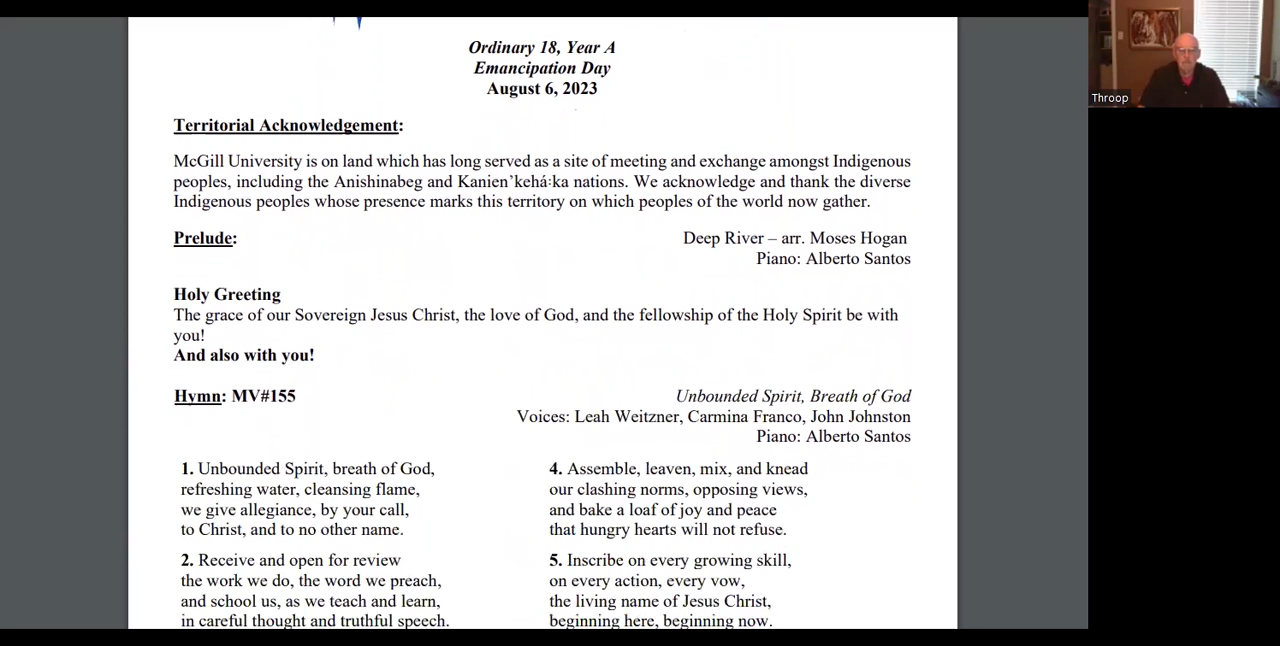 Ordinary 18, Year A
Emancipation Day
August 6, 2023
Throop
Territorial Acknowledgement:
McGill University is on land which has long served as a site of meeting and exchange amongst Indigenous
peoples, including the Anishinabeg and Kanien’kehá:ka nations. We acknowledge and thank the diverse
Indigenous peoples whose presence marks this territory on which peoples of the world now gather.
Prelude: Deep River – arr. Moses Hogan
Piano: Alberto Santos
Holy Greeting
The grace of our Sovereign Jesus Christ, the love of God, and the fellowship of the Holy Spirit be with
you!
And also with you!
Hymn: MV#155 Unbounded Spirit, Breath of God
Voices: Leah Weitzner, Carmina Franco, John Johnston
Piano: Alberto Santos
1. Unbounded Spirit, breath of God,
refreshing water, cleansing flame,
we give allegiance, by your call,
to Christ, and to no other name.
2. Receive and open for review
the work we do, the word we preach,
and school us, as we teach and learn,
in careful thought and truthful speech.
4. Assemble, leaven, mix, and knead
our clashing norms, opposing views,
and bake a loaf of joy and peace
that hungry hearts will not refuse.
5. Inscribe on every growing skill,
on every action, every vow,
the living name of Jesus Christ,
beginning here, beginning now.